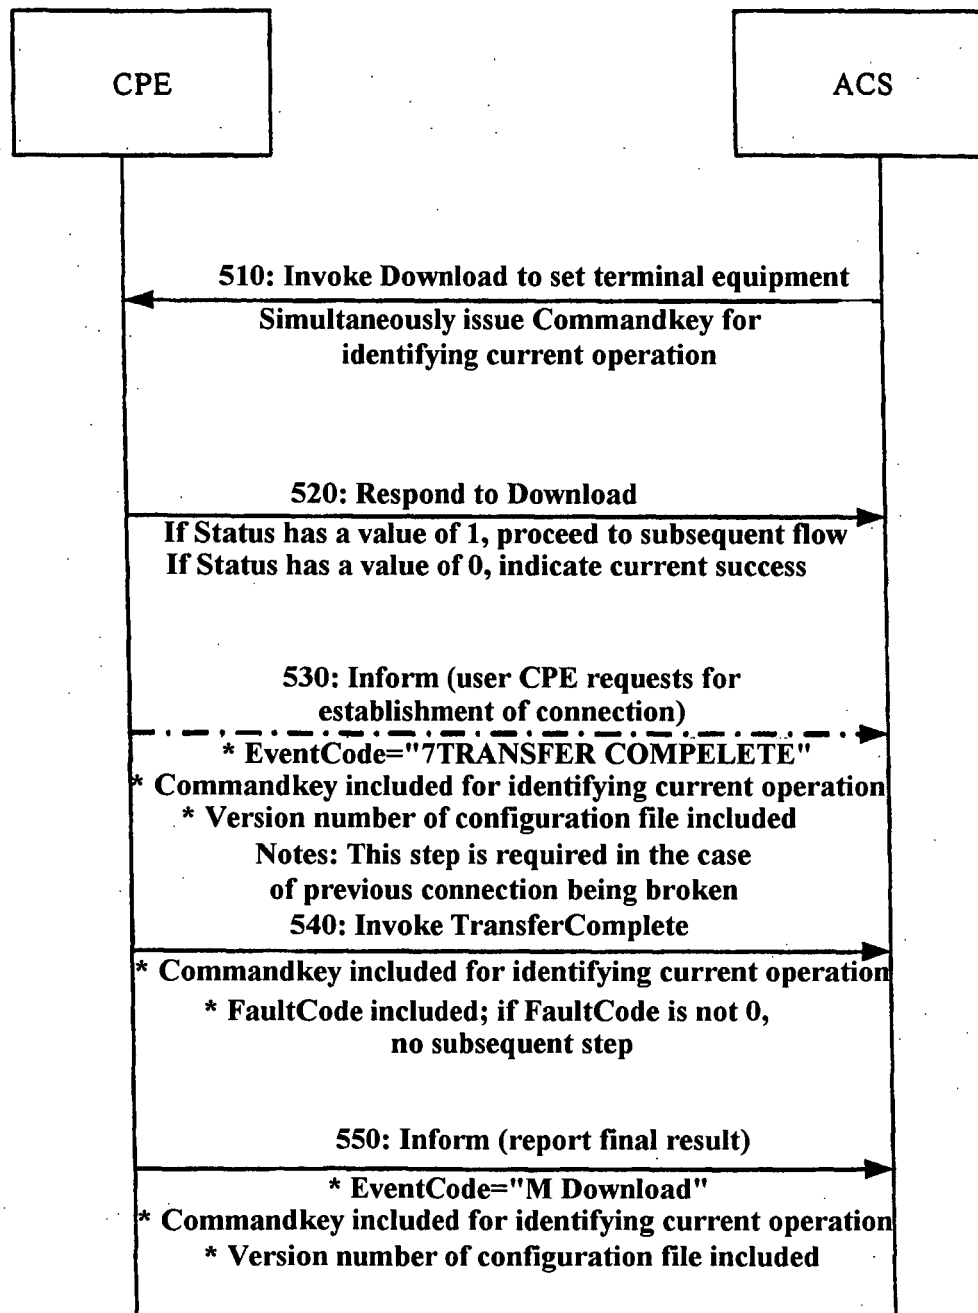 CPE
ACS
510: Invoke Download to set terminal equipment
Simultaneously issue Commandkey for
identifying current operation
520: Respond to Download
If Status has a value of 1, proceed to subsequent flow
If Status has a value of 0, indicate current success
530: Inform (user CPE requests for
establishment of connection)
* EventCode="7TRANSFER COMPELETE"
* Commandkey included for identifying current operation
* Version number of configuration file included
Notes: This step is required in the case
of previous connection being broken
540: Invoke TransferComplete
* Commandkey included for identifying current operation
* FaultCode included; if FaultCode is not 0,
no subsequent step
550: Inform (report final result)
* EventCode="M Download"
* Commandkey included for identifying current operation
* Version number of configuration file included